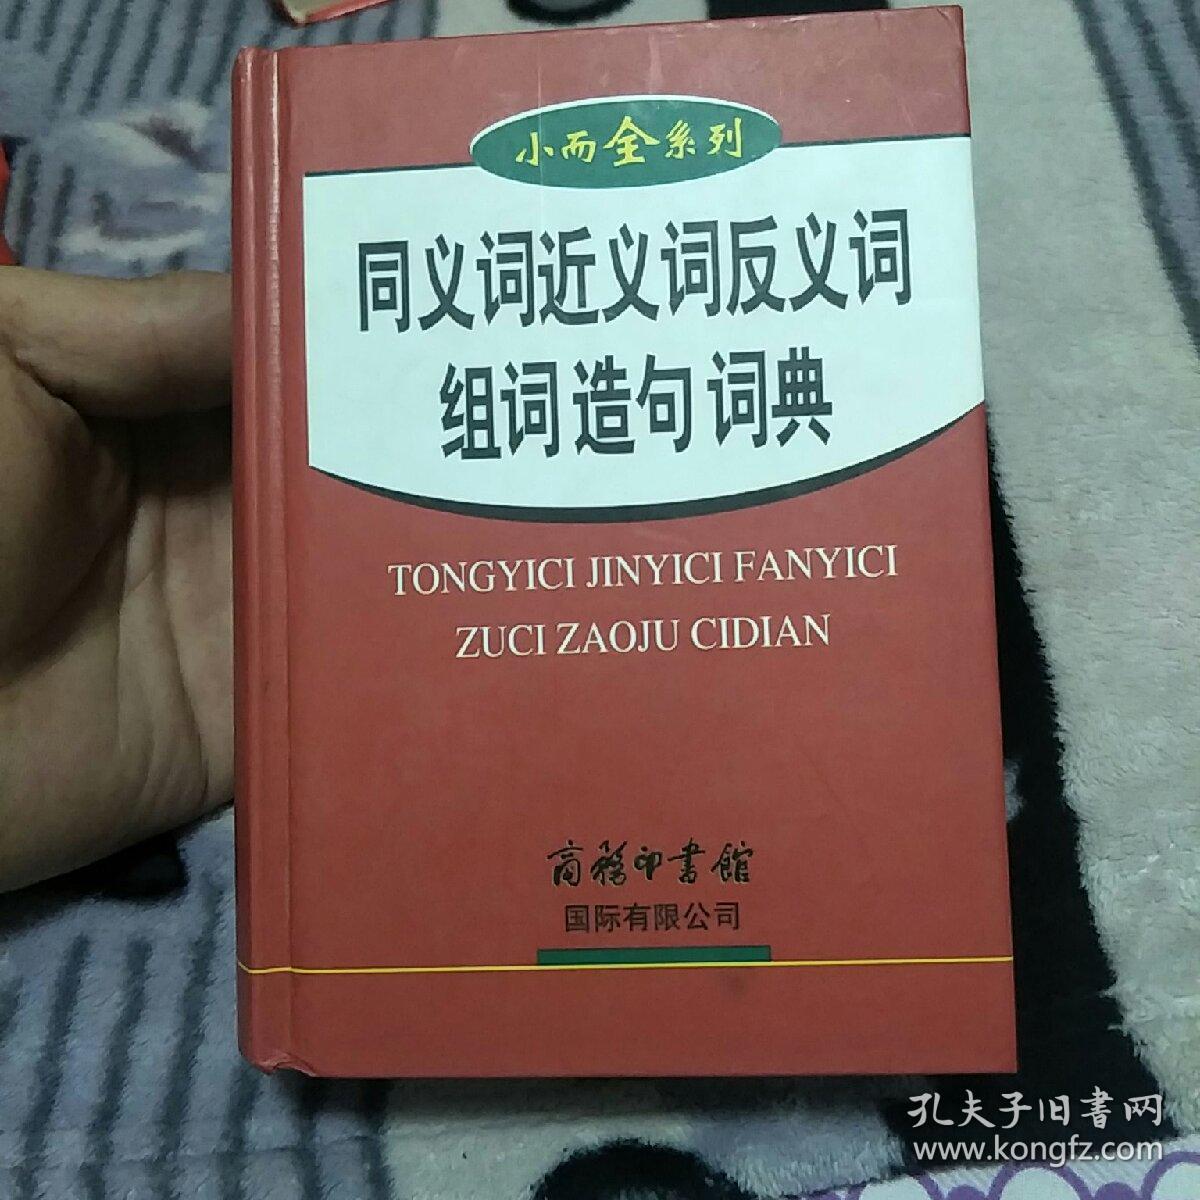 小而全系列
同义词近义词反义词
组词造句词典
TONGYICI JINYICI FANYICI
ZUCI ZAOJU CIDIAN
商務印書館
国际有限公司
孔夫子旧書网
www.kongfz.com